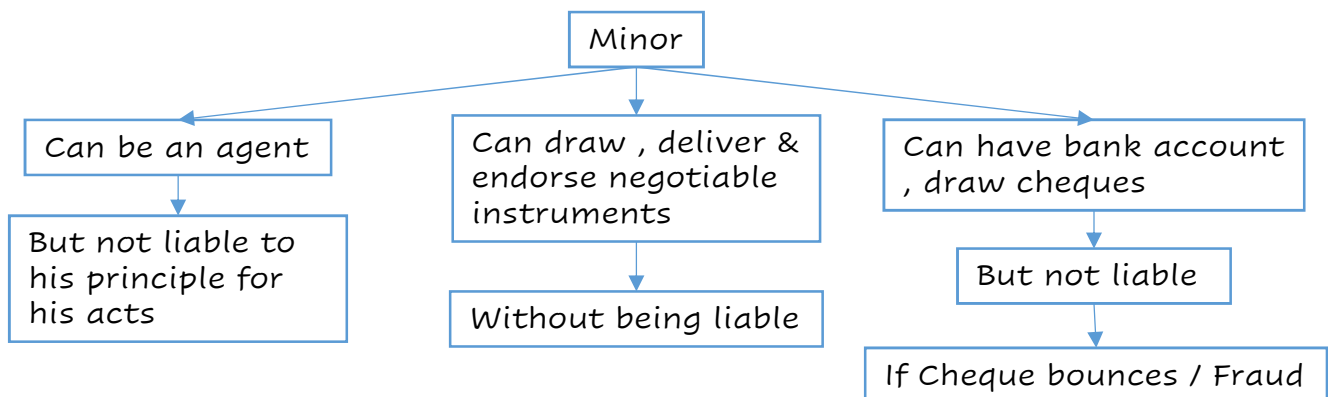 Minor
Can be an agent
But not liable to
his principle for
his acts
Can draw , deliver &
endorse negotiable
instruments
Without being liable
Can have bank account
, draw cheques
But not liable
If Cheque bounces / Fraud